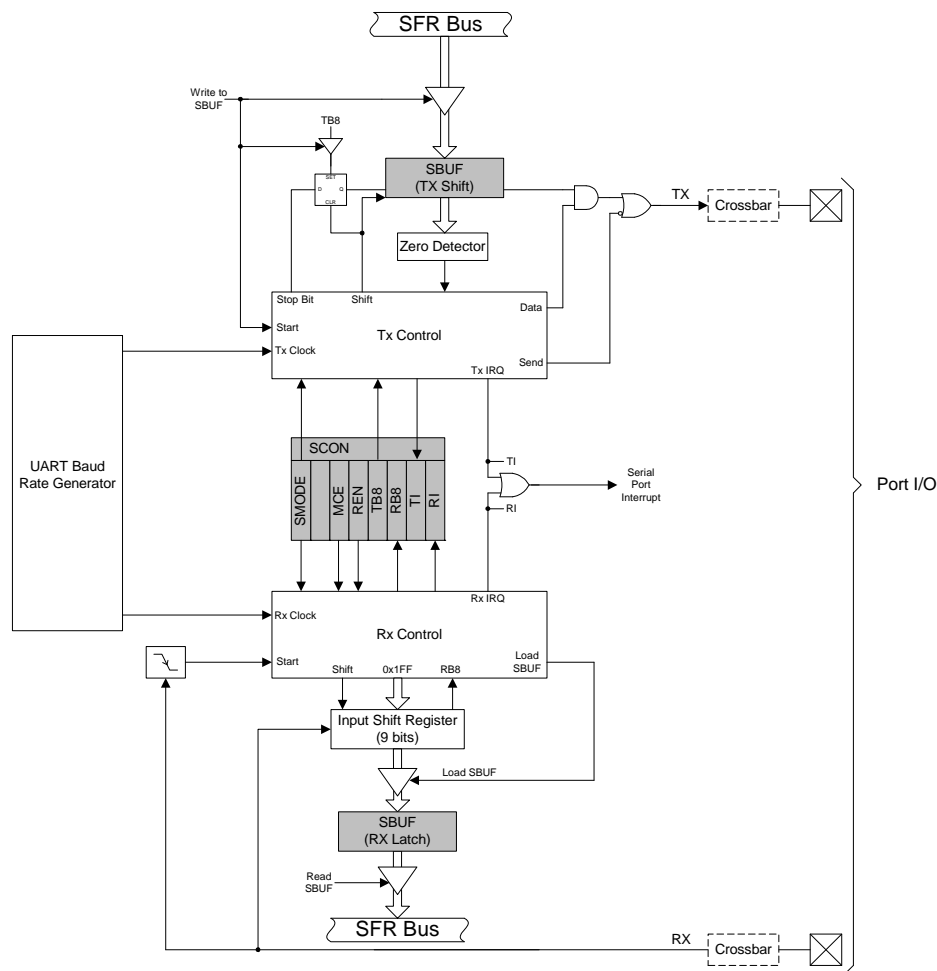 SFR Bus
Write to
SBUF
TB8
SBUF
(TX Shift)
SET
D
Q
CLR
TX
Crossbar
Zero Detector
Stop Bit
Shift
Data
Start
Tx Control
Tx Clock
Send
Tx IRQ
UART Baud
Rate Generator
SCON
SMODE
MCE
REN
TB8
RB8
TI
RI
TI
RI
Serial
Port
Interrupt
Port I/O
Rx IRQ
Rx Clock
Rx Control
Start
Load
SBUF
Shift
0x1FF
RB8
Input Shift Register
(9 bits)
Load SBUF
SBUF
(RX Latch)
Read
SBUF
SFR Bus
RX
Crossbar